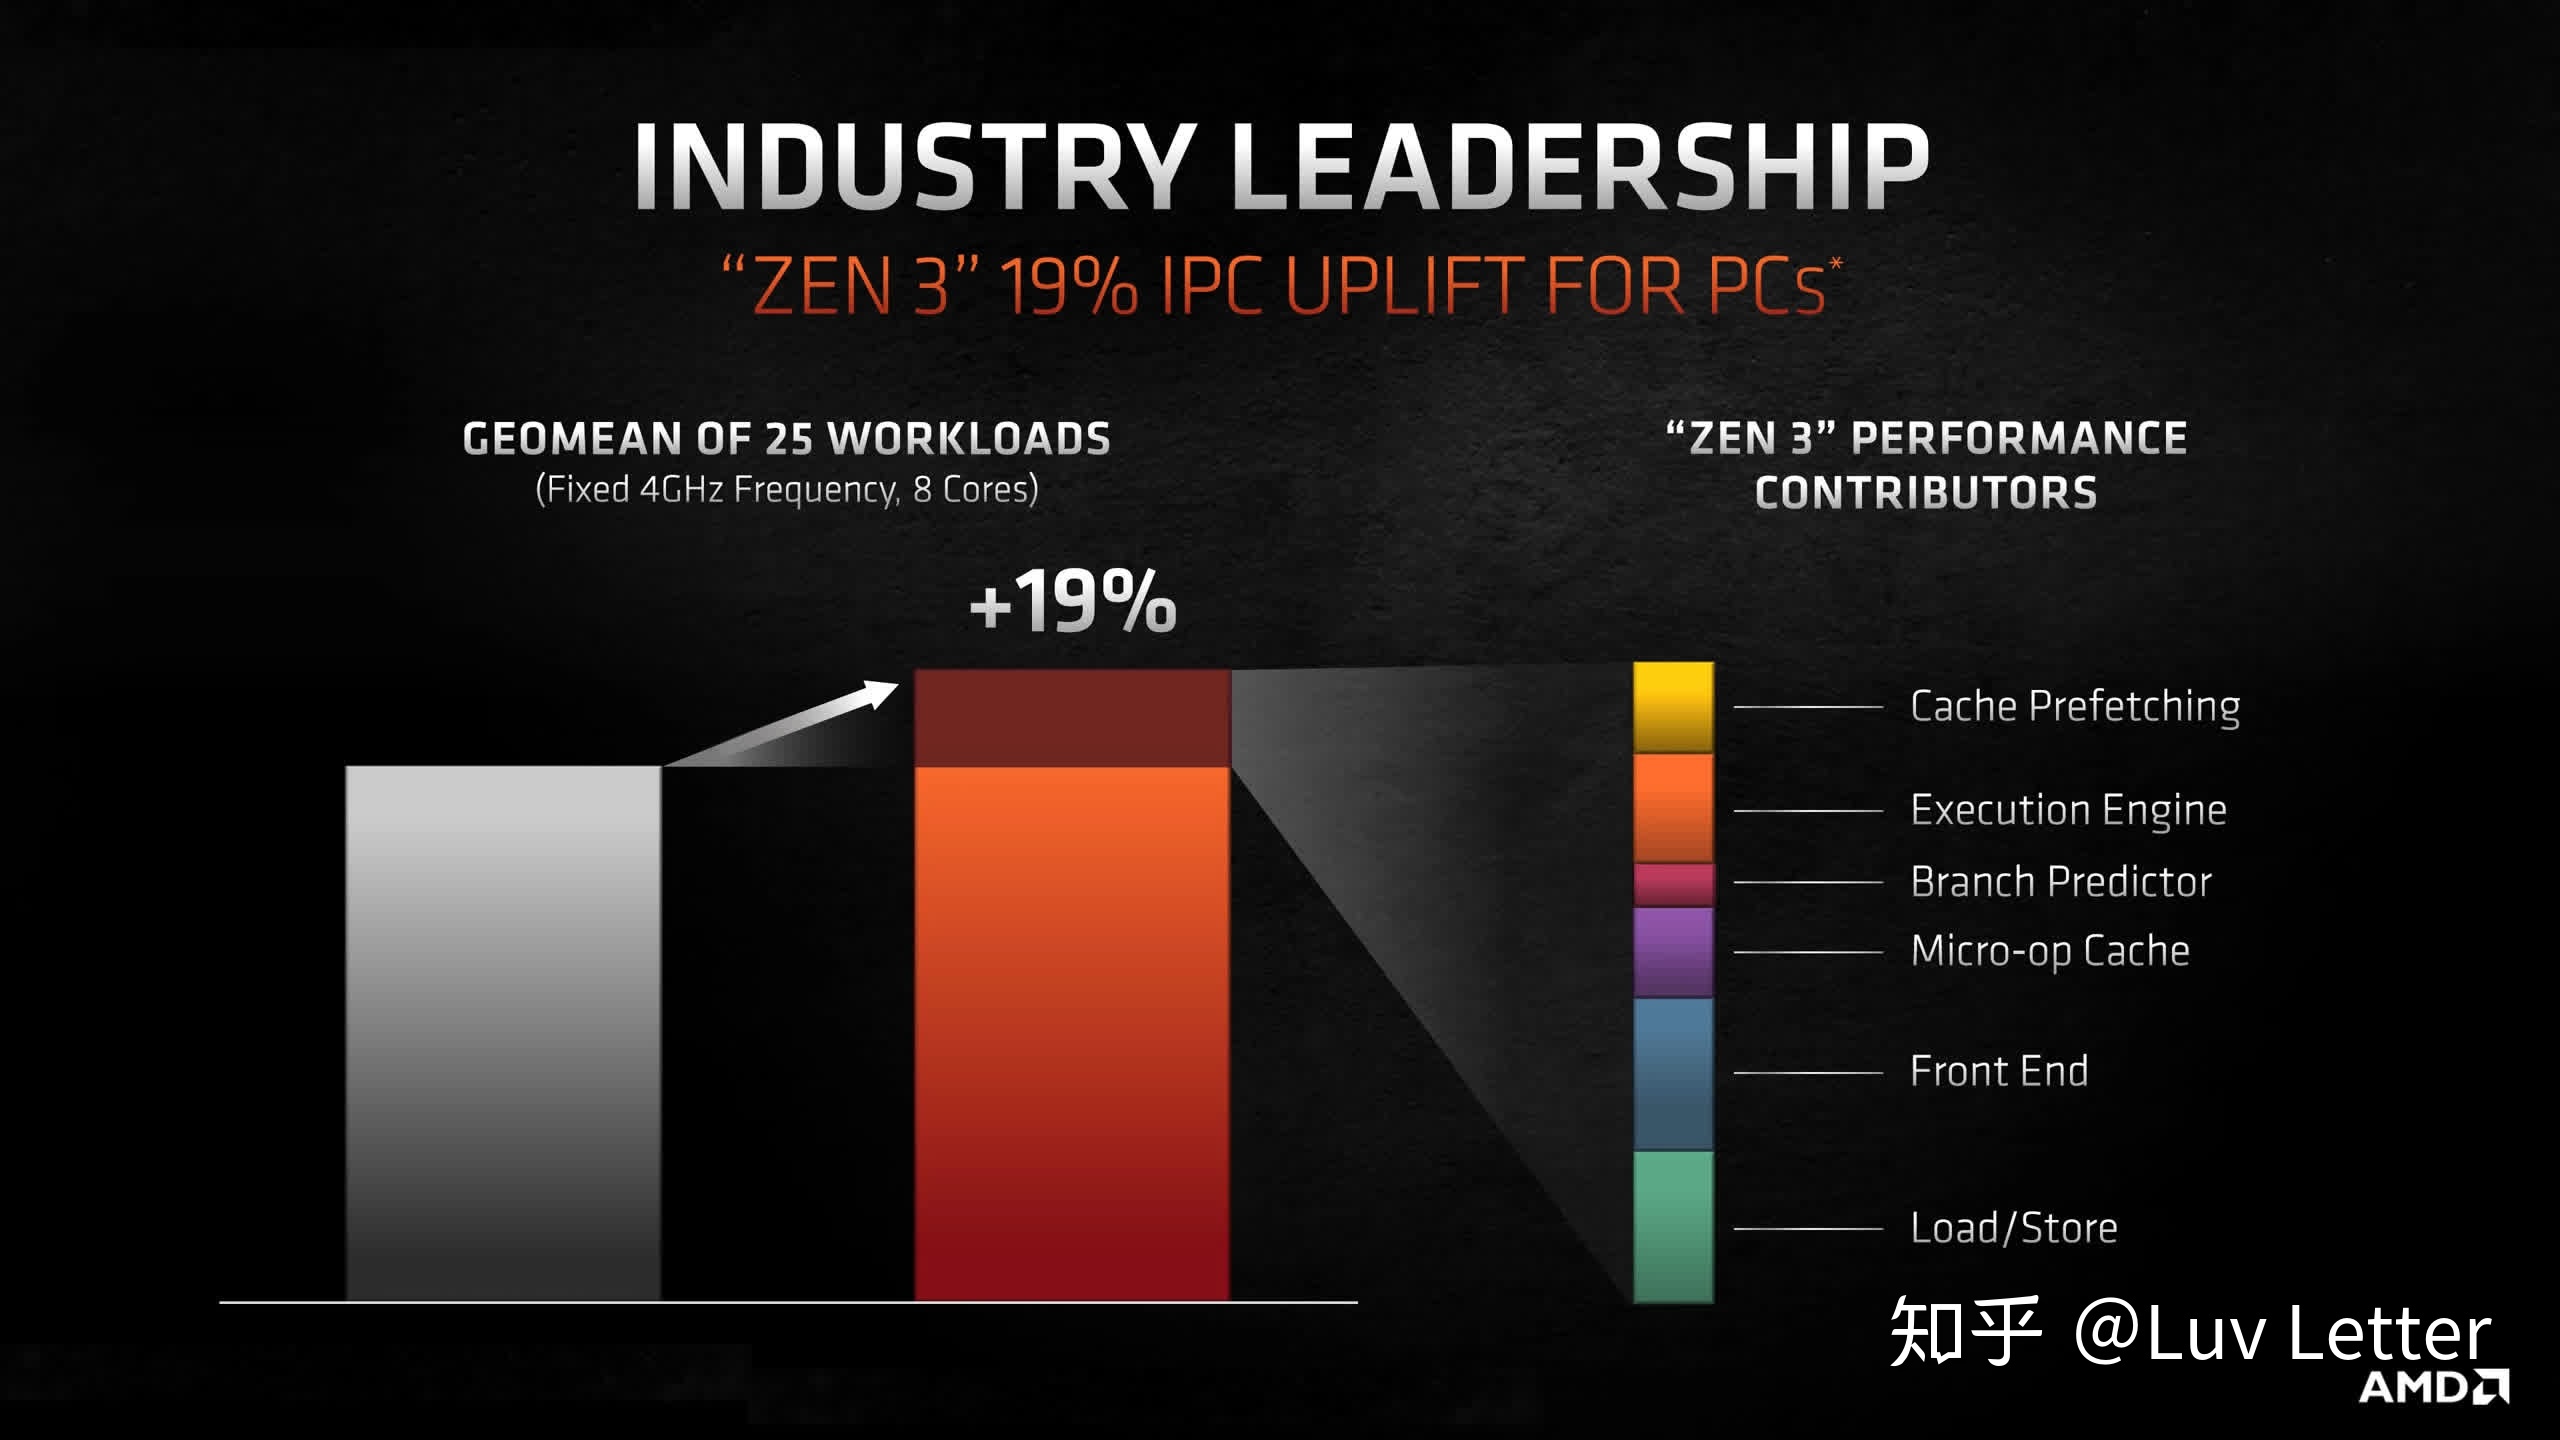 INDUSTRY LEADERSHIP
“ZEN 3” 19% IPC UPLIFT FOR PCs*
GEOMEAN OF 25 WORKLOADS
(Fixed 4GHz Frequency, 8 Cores)
+19%
“ZEN 3” PERFORMANCE
CONTRIBUTORS
Cache Prefetching
Execution Engine
Branch Predictor
Micro-op Cache
Front End
Load/Store
知乎 @Luv Letter
AMD